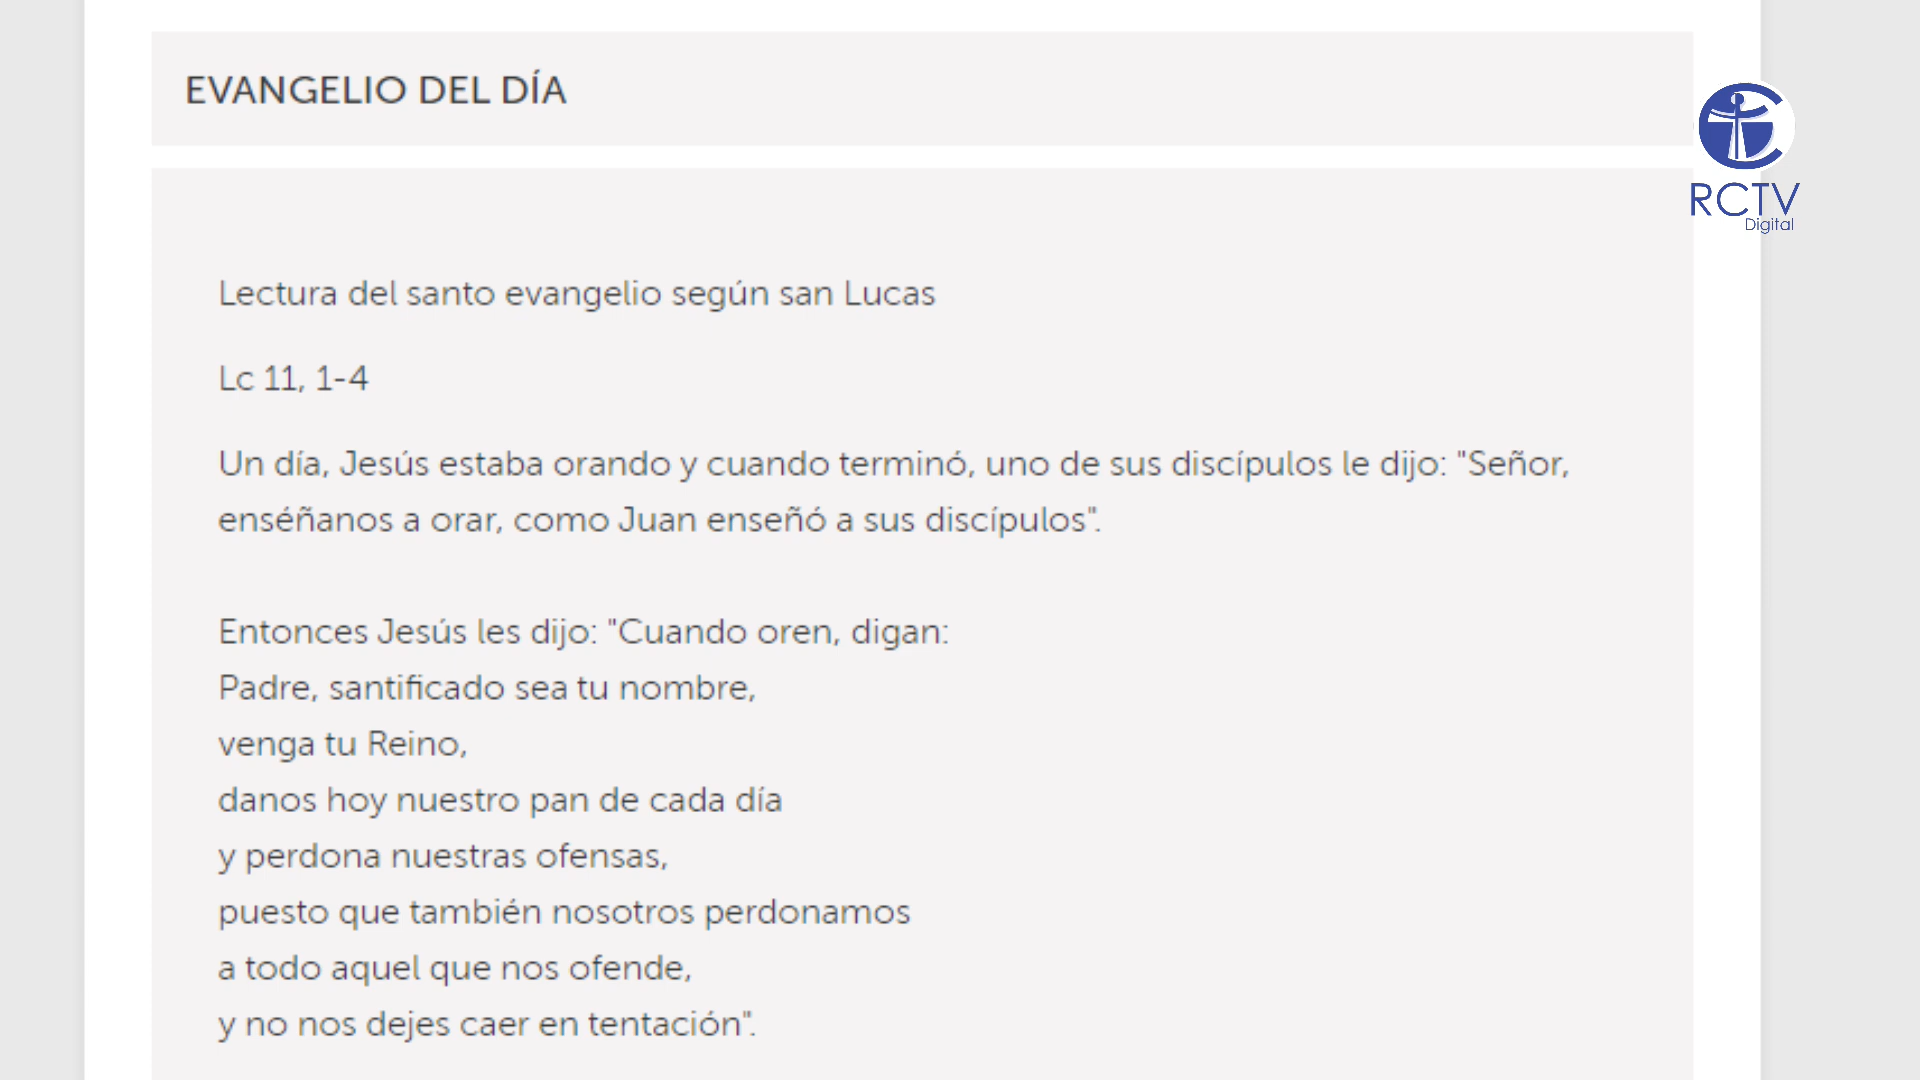 EVANGELIO DEL DÍA
RCTV
Digital
Lectura del santo evangelio según san Lucas
Lc 11, 1-4
Un día, Jesús estaba orando y cuando terminó, uno de sus discípulos le dijo: "Señor,
enséñanos a orar, como Juan enseñó a sus discípulos".
Entonces Jesús les dijo: "Cuando oren, digan:
Padre, santificado sea tu nombre,
venga tu Reino,
danos hoy nuestro pan de cada día
y perdona nuestras ofensas,
puesto que también nosotros perdonamos
a todo aquel que nos ofende,
y no nos dejes caer en tentación".